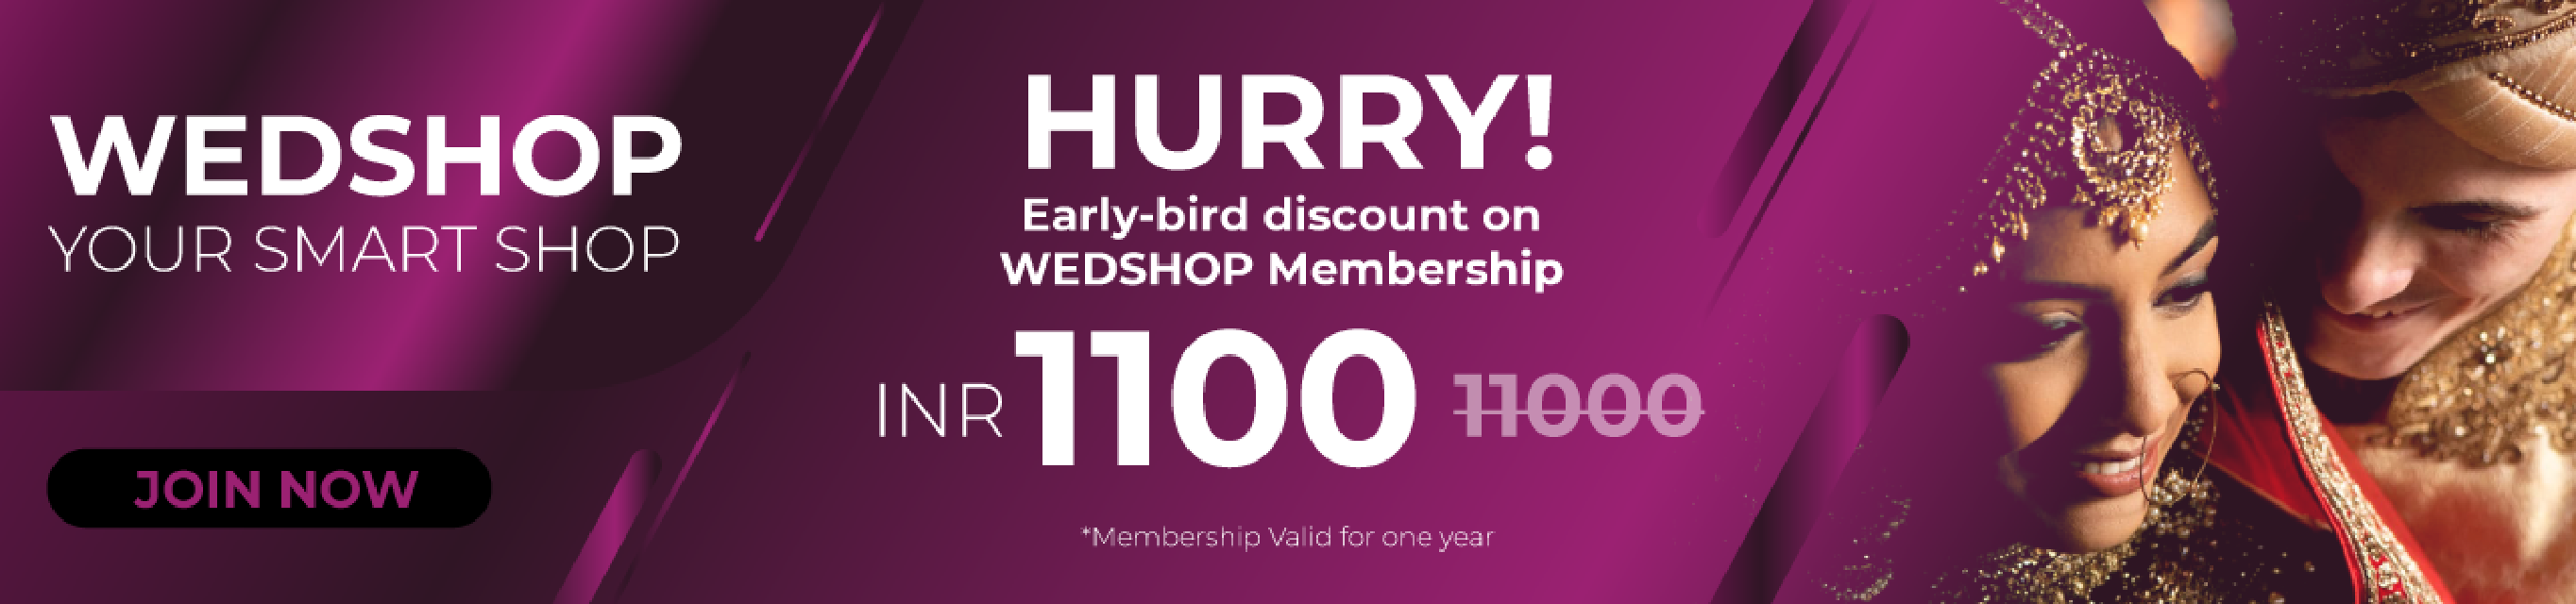 WEDSHOP
YOUR SMART SHOP
JOIN NOW
HURRY!
Early-bird discount on
WEDSHOP Membership
INR 1100 11000
*Membership Valid for one year